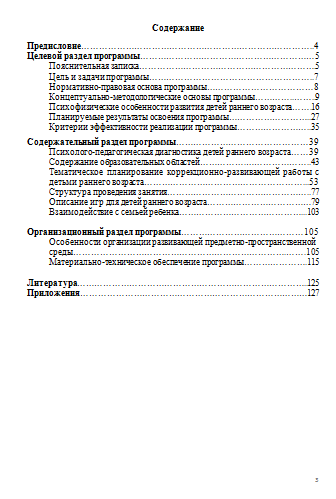 Содержание
Предисловие……………………………………………………………………4
Целевой раздел программы……………………………………………………5
Пояснительная записка…………………………………………………5
Цель и задачи программы………………………………………………7
Нормативно-правовая основа программы……………………………8
Концептуально-методологические основы программы………………9
Психофизические особенности развития детей раннего возраста……16
Планируемые результаты освоения программы………………………27
Критерии эффективности реализации программы……………………35
Содержательный раздел программы…………………………………………39
Психолого-педагогическая диагностика детей раннего возраста……39
Содержание образовательных областей………………………………43
Тематическое планирование коррекционно-развивающей работы с
детьми раннего возраста………………………………………………53
Структура проведения занятия…………………………………………77
Описание игр для детей раннего возраста……………………………79
Взаимодействие с семьей ребенка……………………………………103
Организационный раздел программы………………………………………105
Особенности организации развивающей предметно-пространственной
среды……………………………………………………………………105
Материально-техническое обеспечение программы…………………115
Литература……………………………………………………………………125
Приложения……………………………………………………………………127